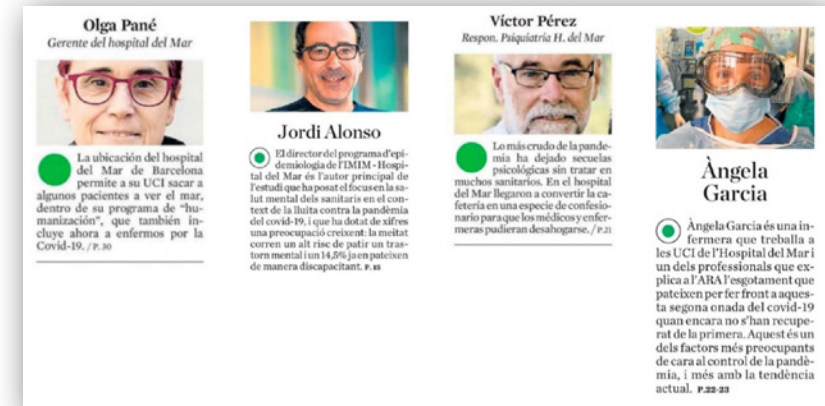 Olga Pané
Gerente del hospital del Mar
La ubicación del hospital
del Mar de Barcelona
permite a su UCI sacar a
algunos pacientes a ver el mar,
dentro de su programa de “hu-
manización”, que también in-
cluye ahora a enfermos por la
Covid-19. / P. 30
Jordi Alonso
El director del programa d’epi-
demiologia de l’IMIM - Hospi-
tal del Mar és l’autor principal de
l’estudi que ha posat el focus en la sa-
lut mental dels sanitaris en el con-
text de la lluita contra la pandèmia
del covid-19, i que ha dotat de xifres
una preocupació creixent: la meitat
corren un alt risc de patir un tras-
torn mental i un 14,5% ja en pateixen
de manera discapacitant. P. 15
Víctor Pérez
Respon. Psiquiatría H. del Mar
Lo más crudo de la pande-
mia ha dejado secuelas
psicológicas sin tratar en
muchos sanitarios. En el hospital
del Mar llegaron a convertir la ca-
fetería en una especie de confesio-
nario para que los médicos y enfer-
meras pudieran desahogarse. / P.21
Àngela
Garcia
Àngela Garcia és una in-
fermera que treballa a
les UCI de l’Hospital del Mar i
un dels professionals que ex-
plica a l’ARA l’esgotament que
pateixen per fer front a aques-
ta segona onada del covid-19
quan encara no s’han recupe-
rat de la primera. Aquest és un
dels factors més preocupants
de cara al control de la pandè-
mia, i més amb la tendència
actual. P.22-23